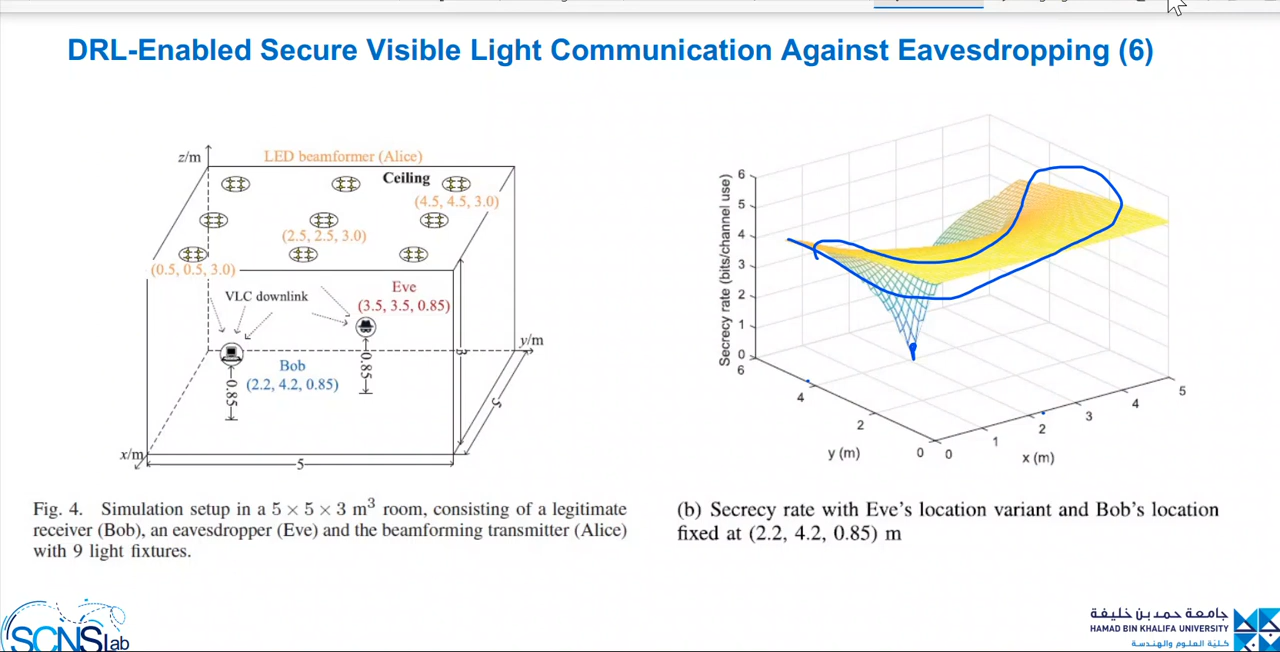 DRL-Enabled Secure Visible Light Communication Against Eavesdropping (6)
z/m
LED beamformer (Alice)
Ceiling
(4.5, 4.5, 3.0)
(2.5, 2.5, 3.0)
(0.5, 0.5, 3.0)
VLC downlink
Eve
(3.5, 3.5, 0.85)
y/m
Bob
(2.2, 4.2, 0.85)
0.85
0.85
3
5
x/m
5
Fig. 4. Simulation setup in a 5 × 5 × 3 m³ room, consisting of a legitimate
receiver (Bob), an eavesdropper (Eve) and the beamforming transmitter (Alice)
with 9 light fixtures.
Secrecy rate (bits/channel use)
6
5
4
3
2
1
0
6
4
2
0
y (m)
0
1
2
3
4
5
x (m)
(b) Secrecy rate with Eve's location variant and Bob's location
fixed at (2.2, 4.2, 0.85) m
SCNSLab
جامعة حمد بن خليفة
HAMAD BIN KHALIFA UNIVERSITY
كلية العلوم والهندسة